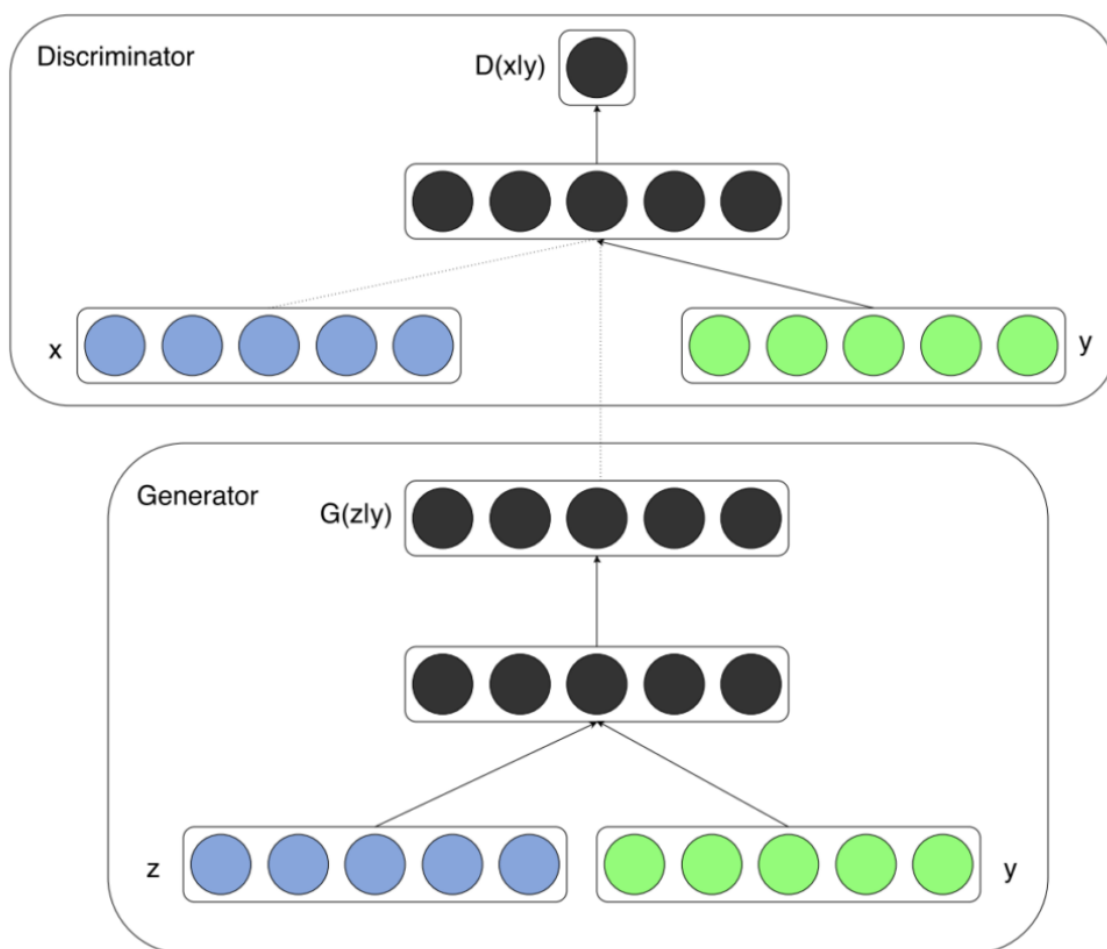 Discriminator
D(x|y)
x
y
Generator
G(z|y)
z
y